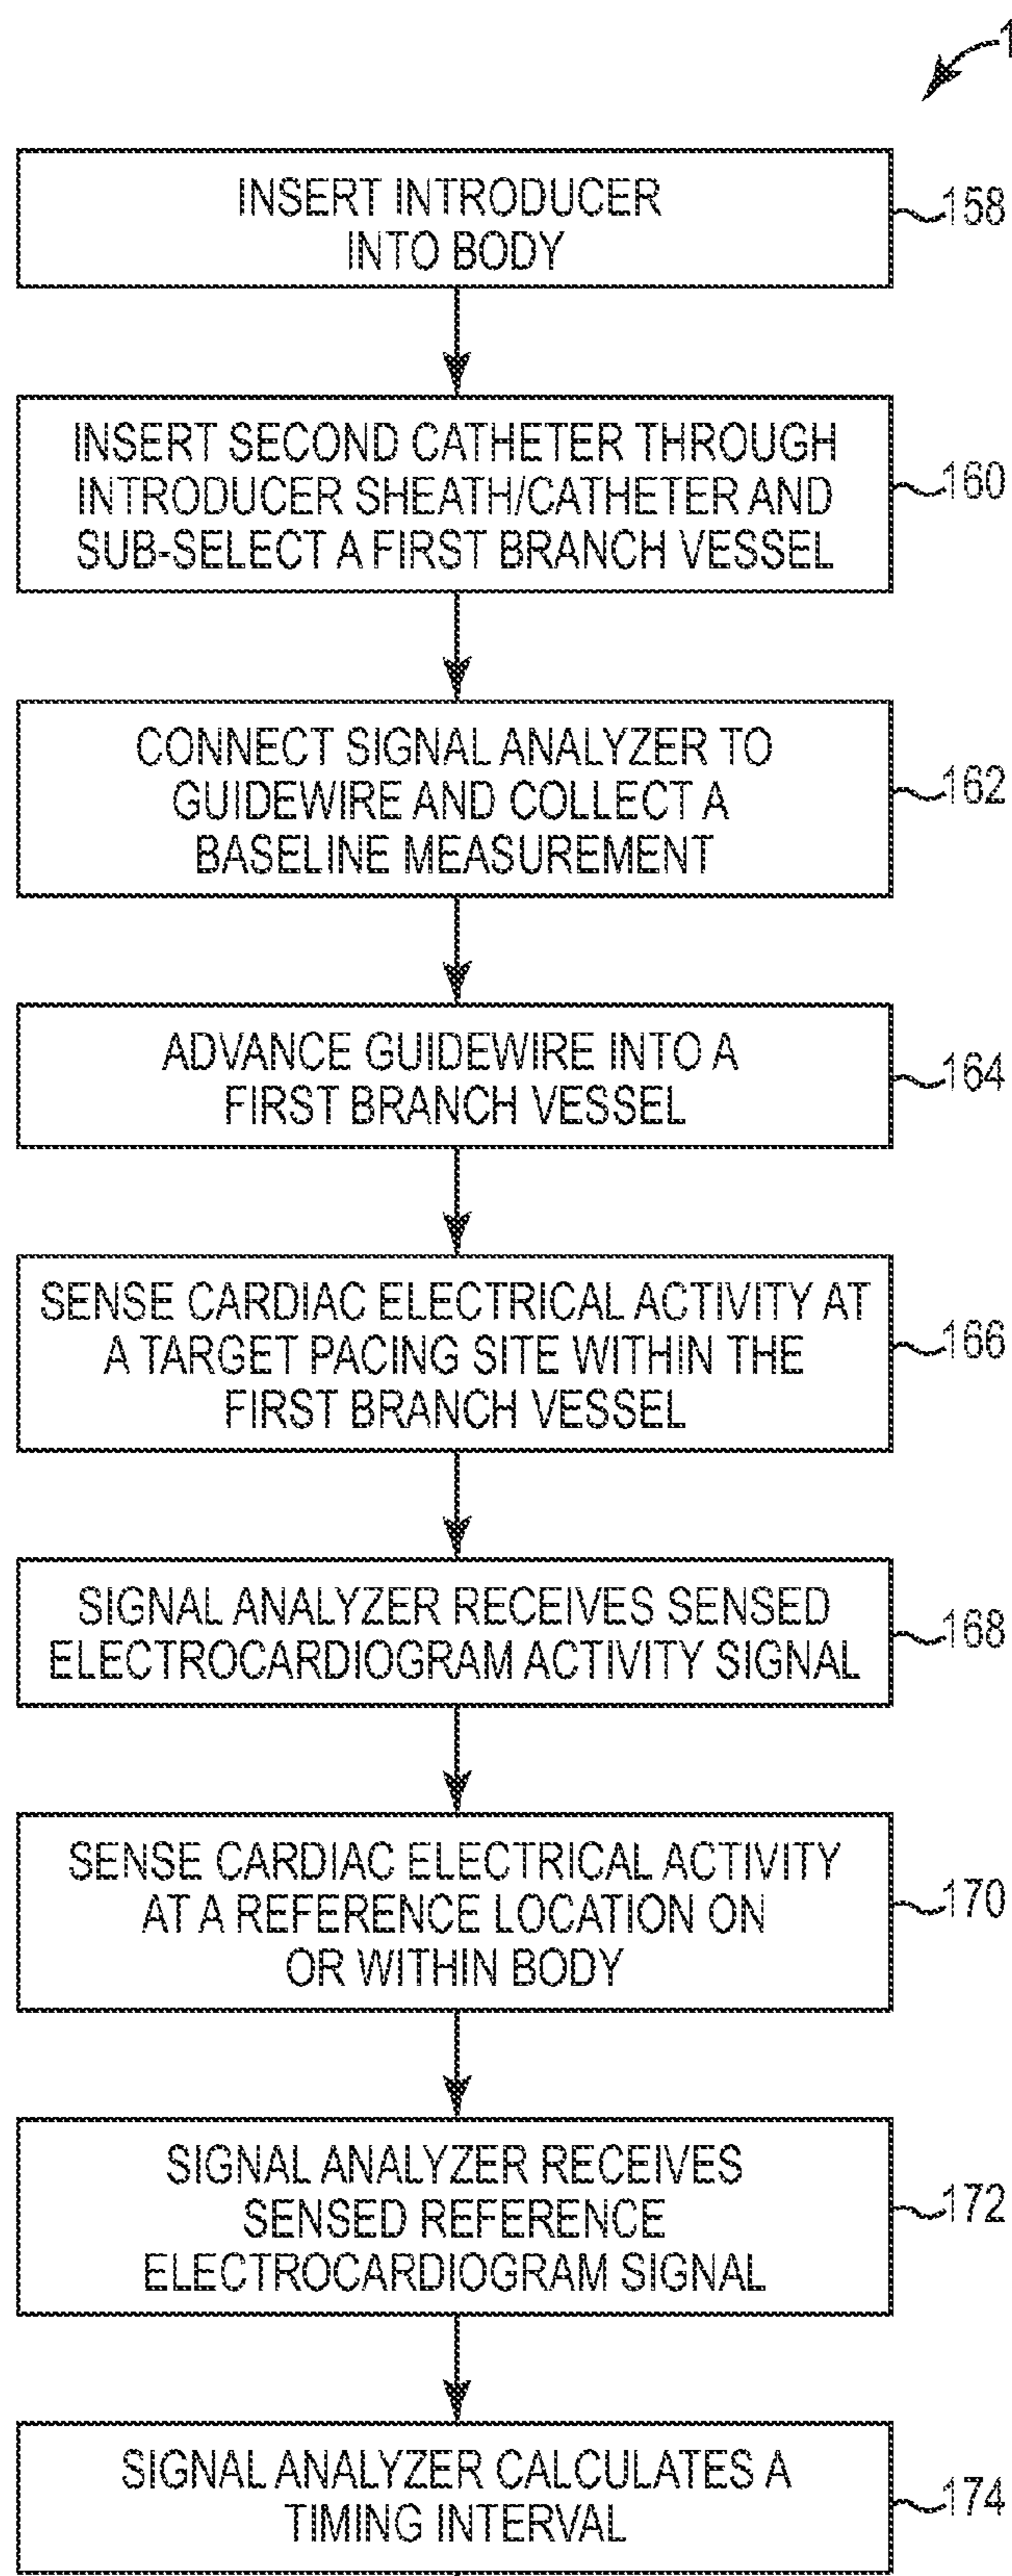 1
INSERT INTRODUCER
INTO BODY
158
INSERT SECOND CATHETER THROUGH
INTRODUCER SHEATH/CATHETER AND
SUB-SELECT A FIRST BRANCH VESSEL
160
CONNECT SIGNAL ANALYZER TO
GUIDEWIRE AND COLLECT A
BASELINE MEASUREMENT
162
ADVANCE GUIDEWIRE INTO A
FIRST BRANCH VESSEL
164
SENSE CARDIAC ELECTRICAL ACTIVITY AT
A TARGET PACING SITE WITHIN THE
FIRST BRANCH VESSEL
166
SIGNAL ANALYZER RECEIVES SENSED
ELECTROCARDIOGRAM ACTIVITY SIGNAL
168
SENSE CARDIAC ELECTRICAL ACTIVITY
AT A REFERENCE LOCATION ON
OR WITHIN BODY
170
SIGNAL ANALYZER RECEIVES
SENSED REFERENCE
ELECTROCARDIOGRAM SIGNAL
172
SIGNAL ANALYZER CALCULATES A
TIMING INTERVAL
174